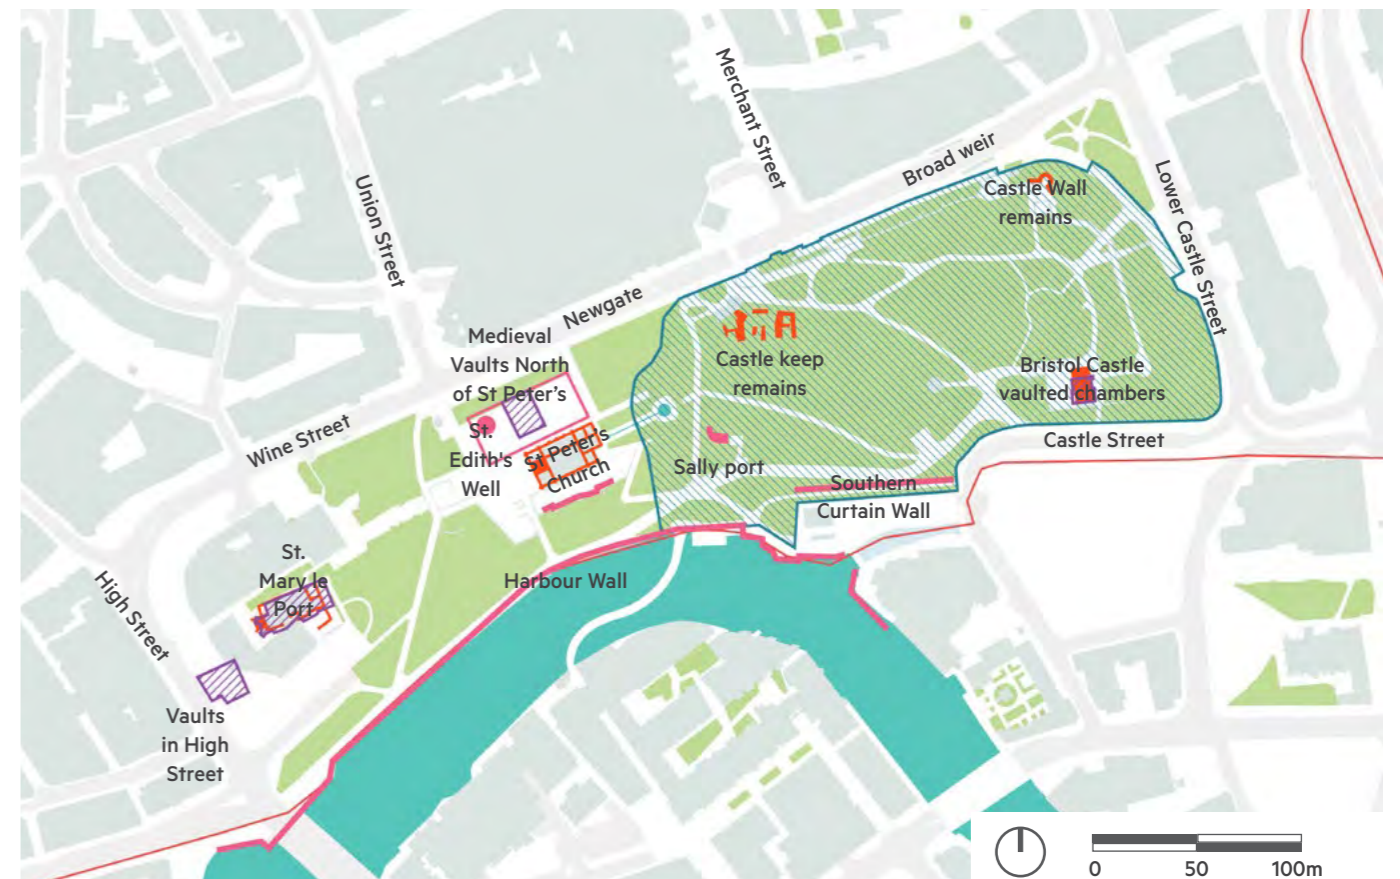 Merchant Street
Broad weir
Castle Wall
remains
Lower Castle Street
Union Street
Newgate
Medieval
Vaults North
of St Peter's
Castle keep
remains
Bristol Castle
vaulted chambers
Wine Street
St.
Edith's
Well
St Peter's
Church
Sally port
Castle Street
Southern
Curtain Wall
St.
Mary le
Port
Harbour Wall
High Street
Vaults
in High
Street
0 50 100m